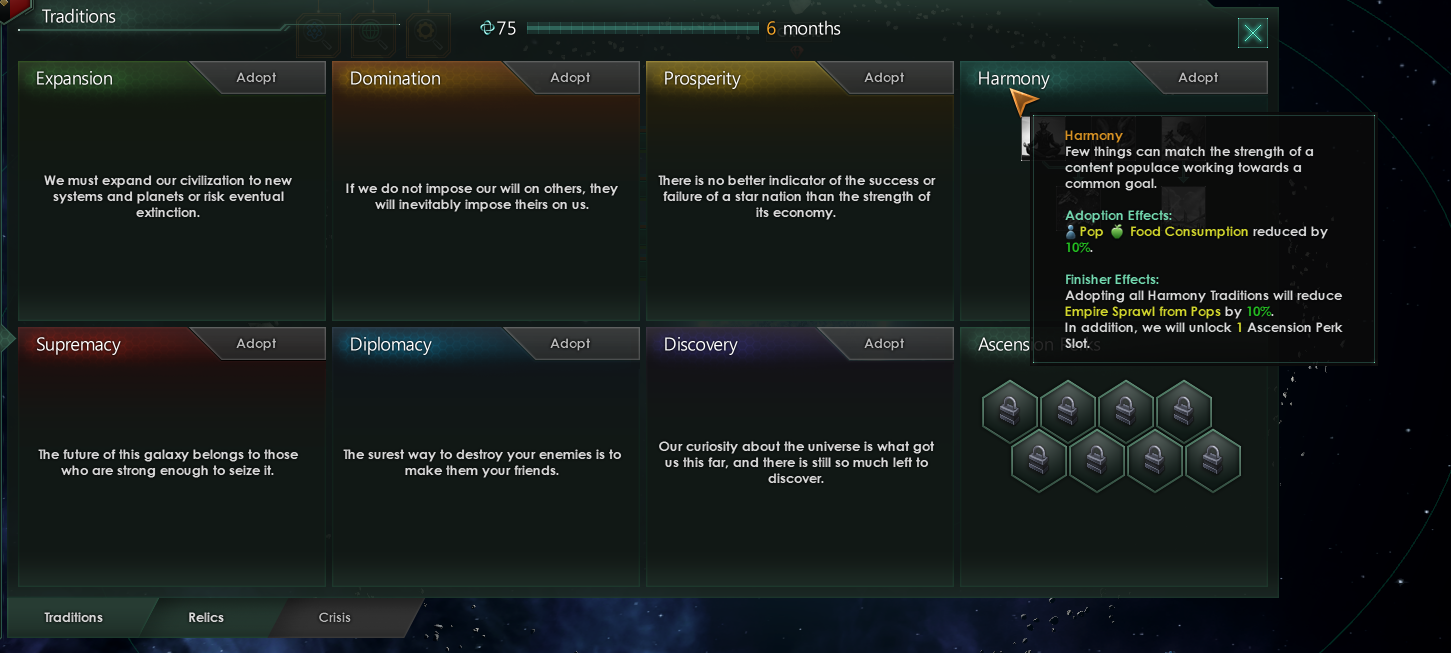 Traditions
75
6 months
Expansion
Adopt
We must expand our civilization to new
systems and planets or risk eventual
extinction.
Domination
Adopt
If we do not impose our will on others, they
will inevitably impose theirs on us.
Prosperity
Adopt
There is no better indicator of the success or
failure of a star nation than the strength of
its economy.
Harmony
Adopt
Harmony
Few things can match the strength of a
content populace working towards a
common goal.
Adoption Effects:
Pop Food Consumption reduced by
10%.
Finisher Effects:
Adopting all Harmony Traditions will reduce
Empire Sprawl from Pops by 10%.
In addition, we will unlock 1 Ascension Perk
Slot.
Supremacy
Adopt
The future of this galaxy belongs to those
who are strong enough to seize it.
Diplomacy
Adopt
The surest way to destroy your enemies is to
make them your friends.
Discovery
Adopt
Our curiosity about the universe is what got
us this far, and there is still so much left to
discover.
Ascension
Traditions
Relics
Crisis